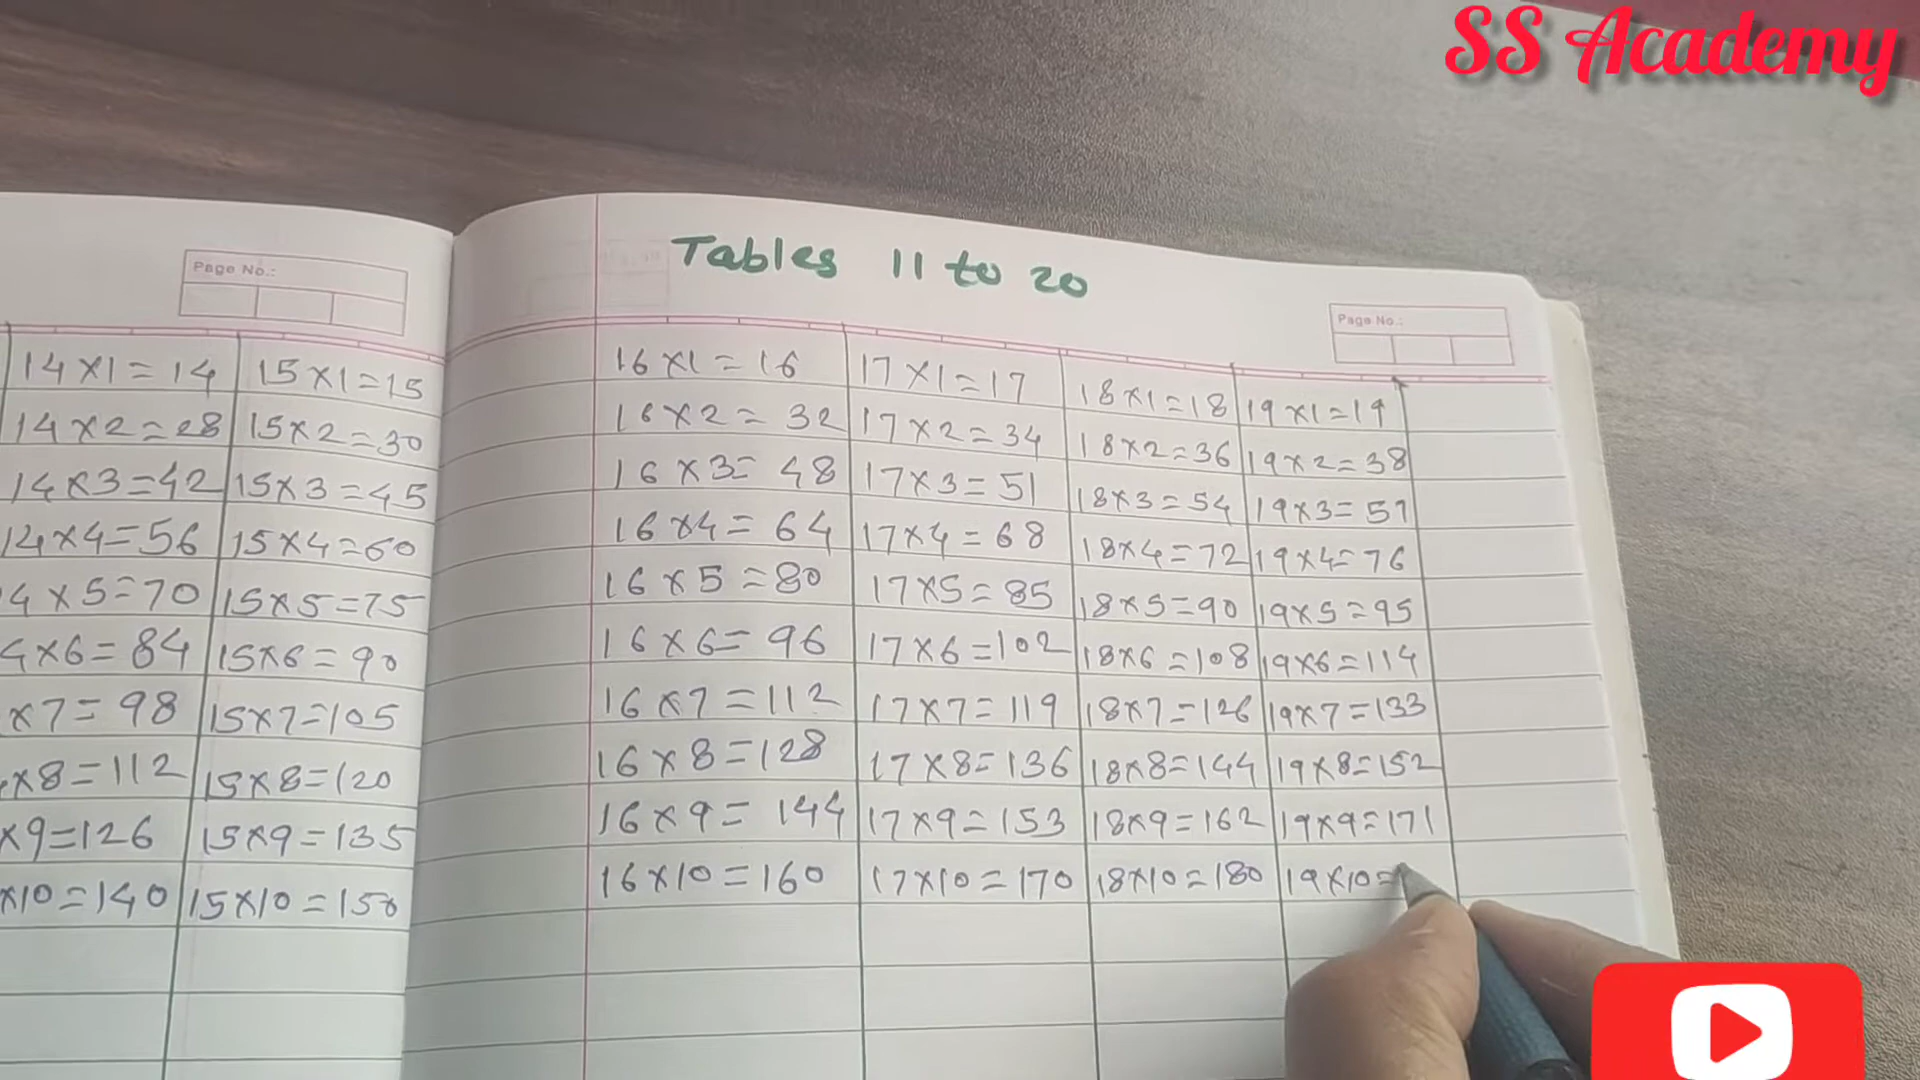 SS Academy
Tables 11 to 20
Page No.:
Page No.:
14×1=14 15×1=15
14×2=28 15×2=30
14×3=42 15×3=45
14×4=56 15×4=60
4×5=70 15×5=75
4×6=84 15×6=90
×7=98 15×7=105
×8=112 15×8=120
×9=126 15×9=135
×10=140 15×10=150
16×1=16 17×1=17 18×1=18 19×1=19
16×2=32 17×2=34 18×2=36 19×2=38
16×3=48 17×3=51 18×3=54 19×3=57
16×4=64 17×4=68 18×4=72 19×4=76
16×5=80 17×5=85 18×5=90 19×5=95
16×6=96 17×6=102 18×6=108 19×6=114
16×7=112 17×7=119 18×7=126 19×7=133
16×8=128 17×8=136 18×8=144 19×8=152
16×9=144 17×9=153 18×9=162 19×9=171
16×10=160 17×10=170 18×10=180 19×10=